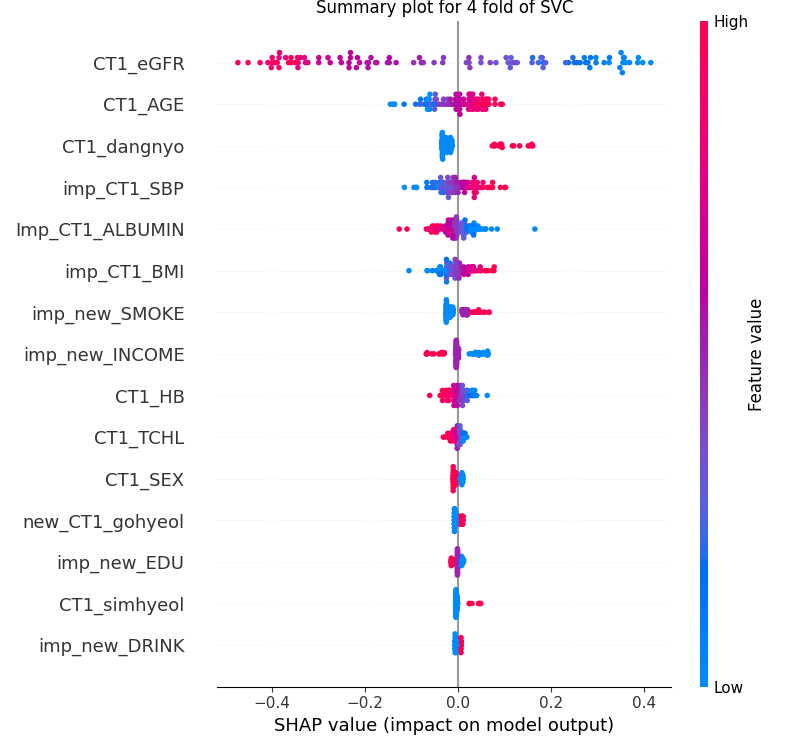 Summary plot for 4 fold of SVC
High
CT1_eGFR
CT1_AGE
CT1_dangnyo
imp_CT1_SBP
Imp_CT1_ALBUMIN
imp_CT1_BMI
imp_new_SMOKE
imp_new_INCOME
CT1_HB
CT1_TCHL
CT1_SEX
new_CT1_gohyeol
imp_new_EDU
CT1_simhyeol
imp_new_DRINK
Feature value
Low
−0.4 −0.2 0.0 0.2 0.4
SHAP value (impact on model output)